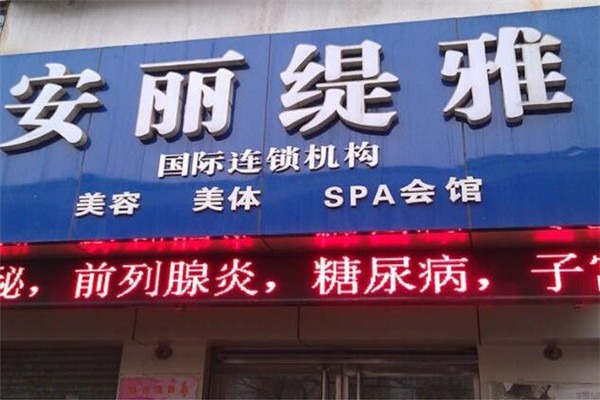 安丽缇雅
国际连锁机构
美容 美体 SPA会馆
秘，前列腺炎，糖尿病，子宫